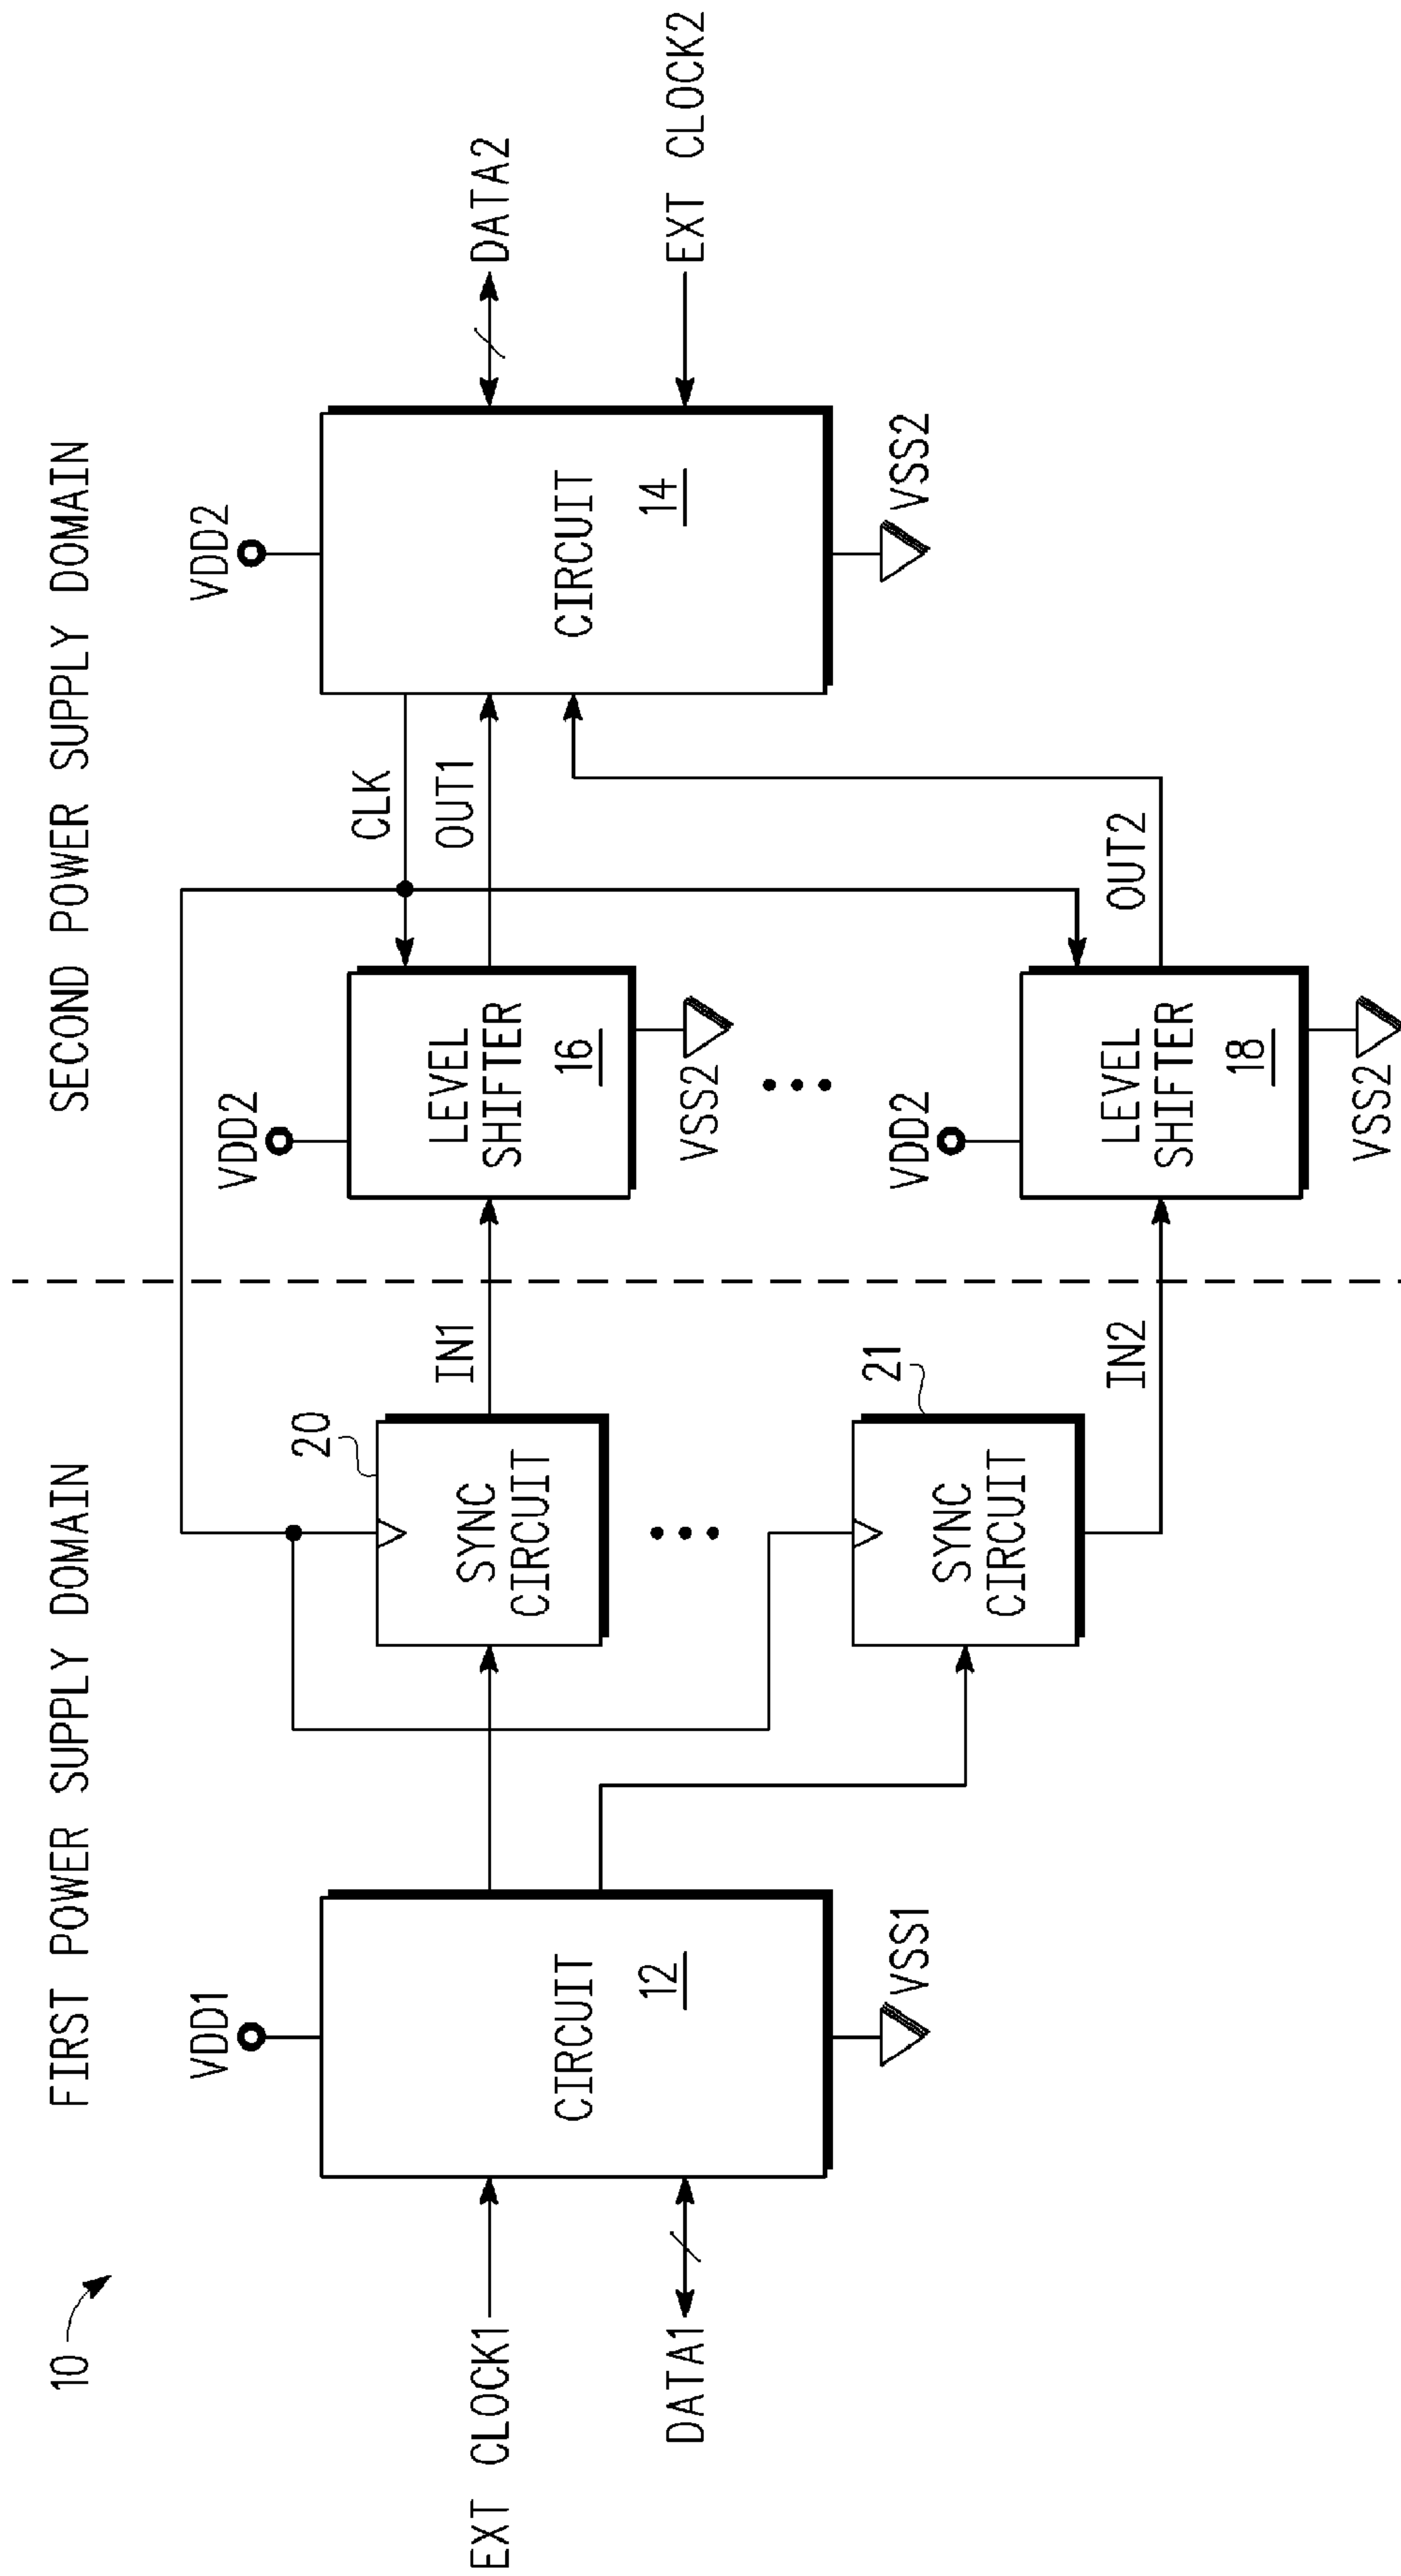 10
FIRST POWER SUPPLY DOMAIN
SECOND POWER SUPPLY DOMAIN
VDD1
VDD2
VDD2
20
CLK
EXT CLOCK1
IN1
OUT1
DATA2
CIRCUIT
12
SYNC
CIRCUIT
LEVEL
SHIFTER
16
CIRCUIT
14
DATA1
EXT CLOCK2
VSS1
VSS2
VSS2
21
VDD2
SYNC
CIRCUIT
IN2
LEVEL
SHIFTER
18
OUT2
VSS2